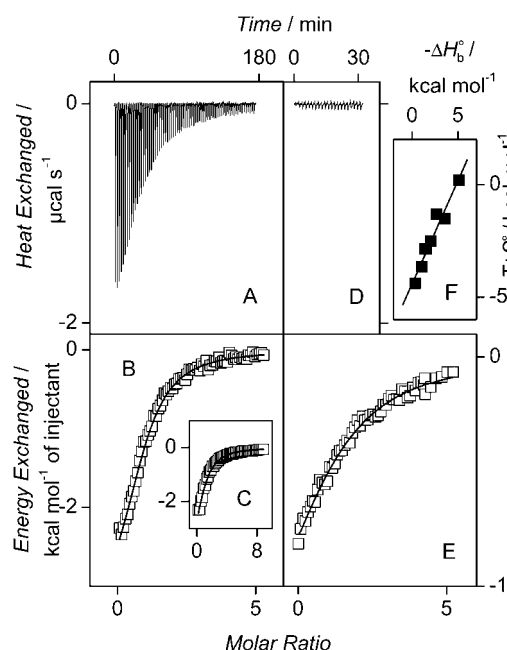 Time / min
0 180 0 30
-ΔH°b /
kcal mol⁻¹
0 5
Heat Exchanged /
μcal s⁻¹
0
-2
A
D
F
0
-5
Energy Exchanged /
kcal mol⁻¹ of injectant
0
-2
B
0
-2
C
0 8
E
0
-1
0 5 0 5
Molar Ratio